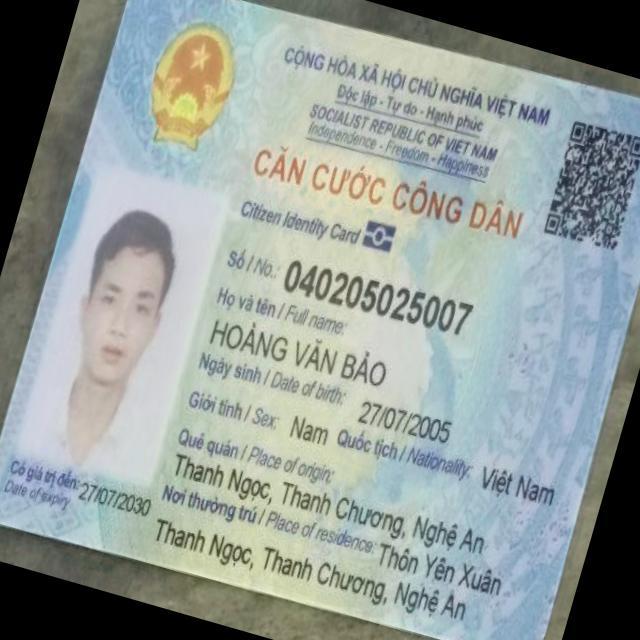 CỘNG HÒA XÃ HỘI CHỦ NGHĨA VIỆT NAM
Độc lập - Tự do - Hạnh phúc
SOCIALIST REPUBLIC OF VIET NAM
Independence - Freedom - Happiness
CĂN CƯỚC CÔNG DÂN
Citizen Identity Card
Số / No.: 040205025007
Họ và tên / Full name:
HOÀNG VĂN BẢO
Ngày sinh / Date of birth: 27/07/2005
Giới tính / Sex: Nam Quốc tịch / Nationality: Việt Nam
Quê quán / Place of origin:
Thanh Ngọc, Thanh Chương, Nghệ An
Nơi thường trú / Place of residence: Thôn Yên Xuân
Thanh Ngọc, Thanh Chương, Nghệ An
Có giá trị đến: 27/07/2030
Date of expiry